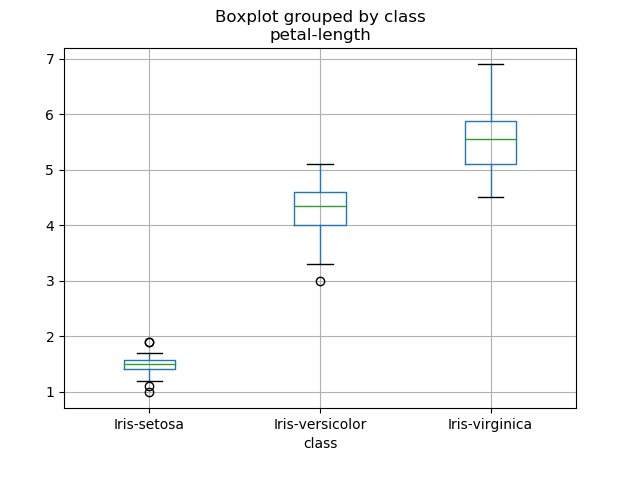 Boxplot grouped by class
petal-length
7
6
5
4
3
2
1
Iris-setosa Iris-versicolor Iris-virginica
class